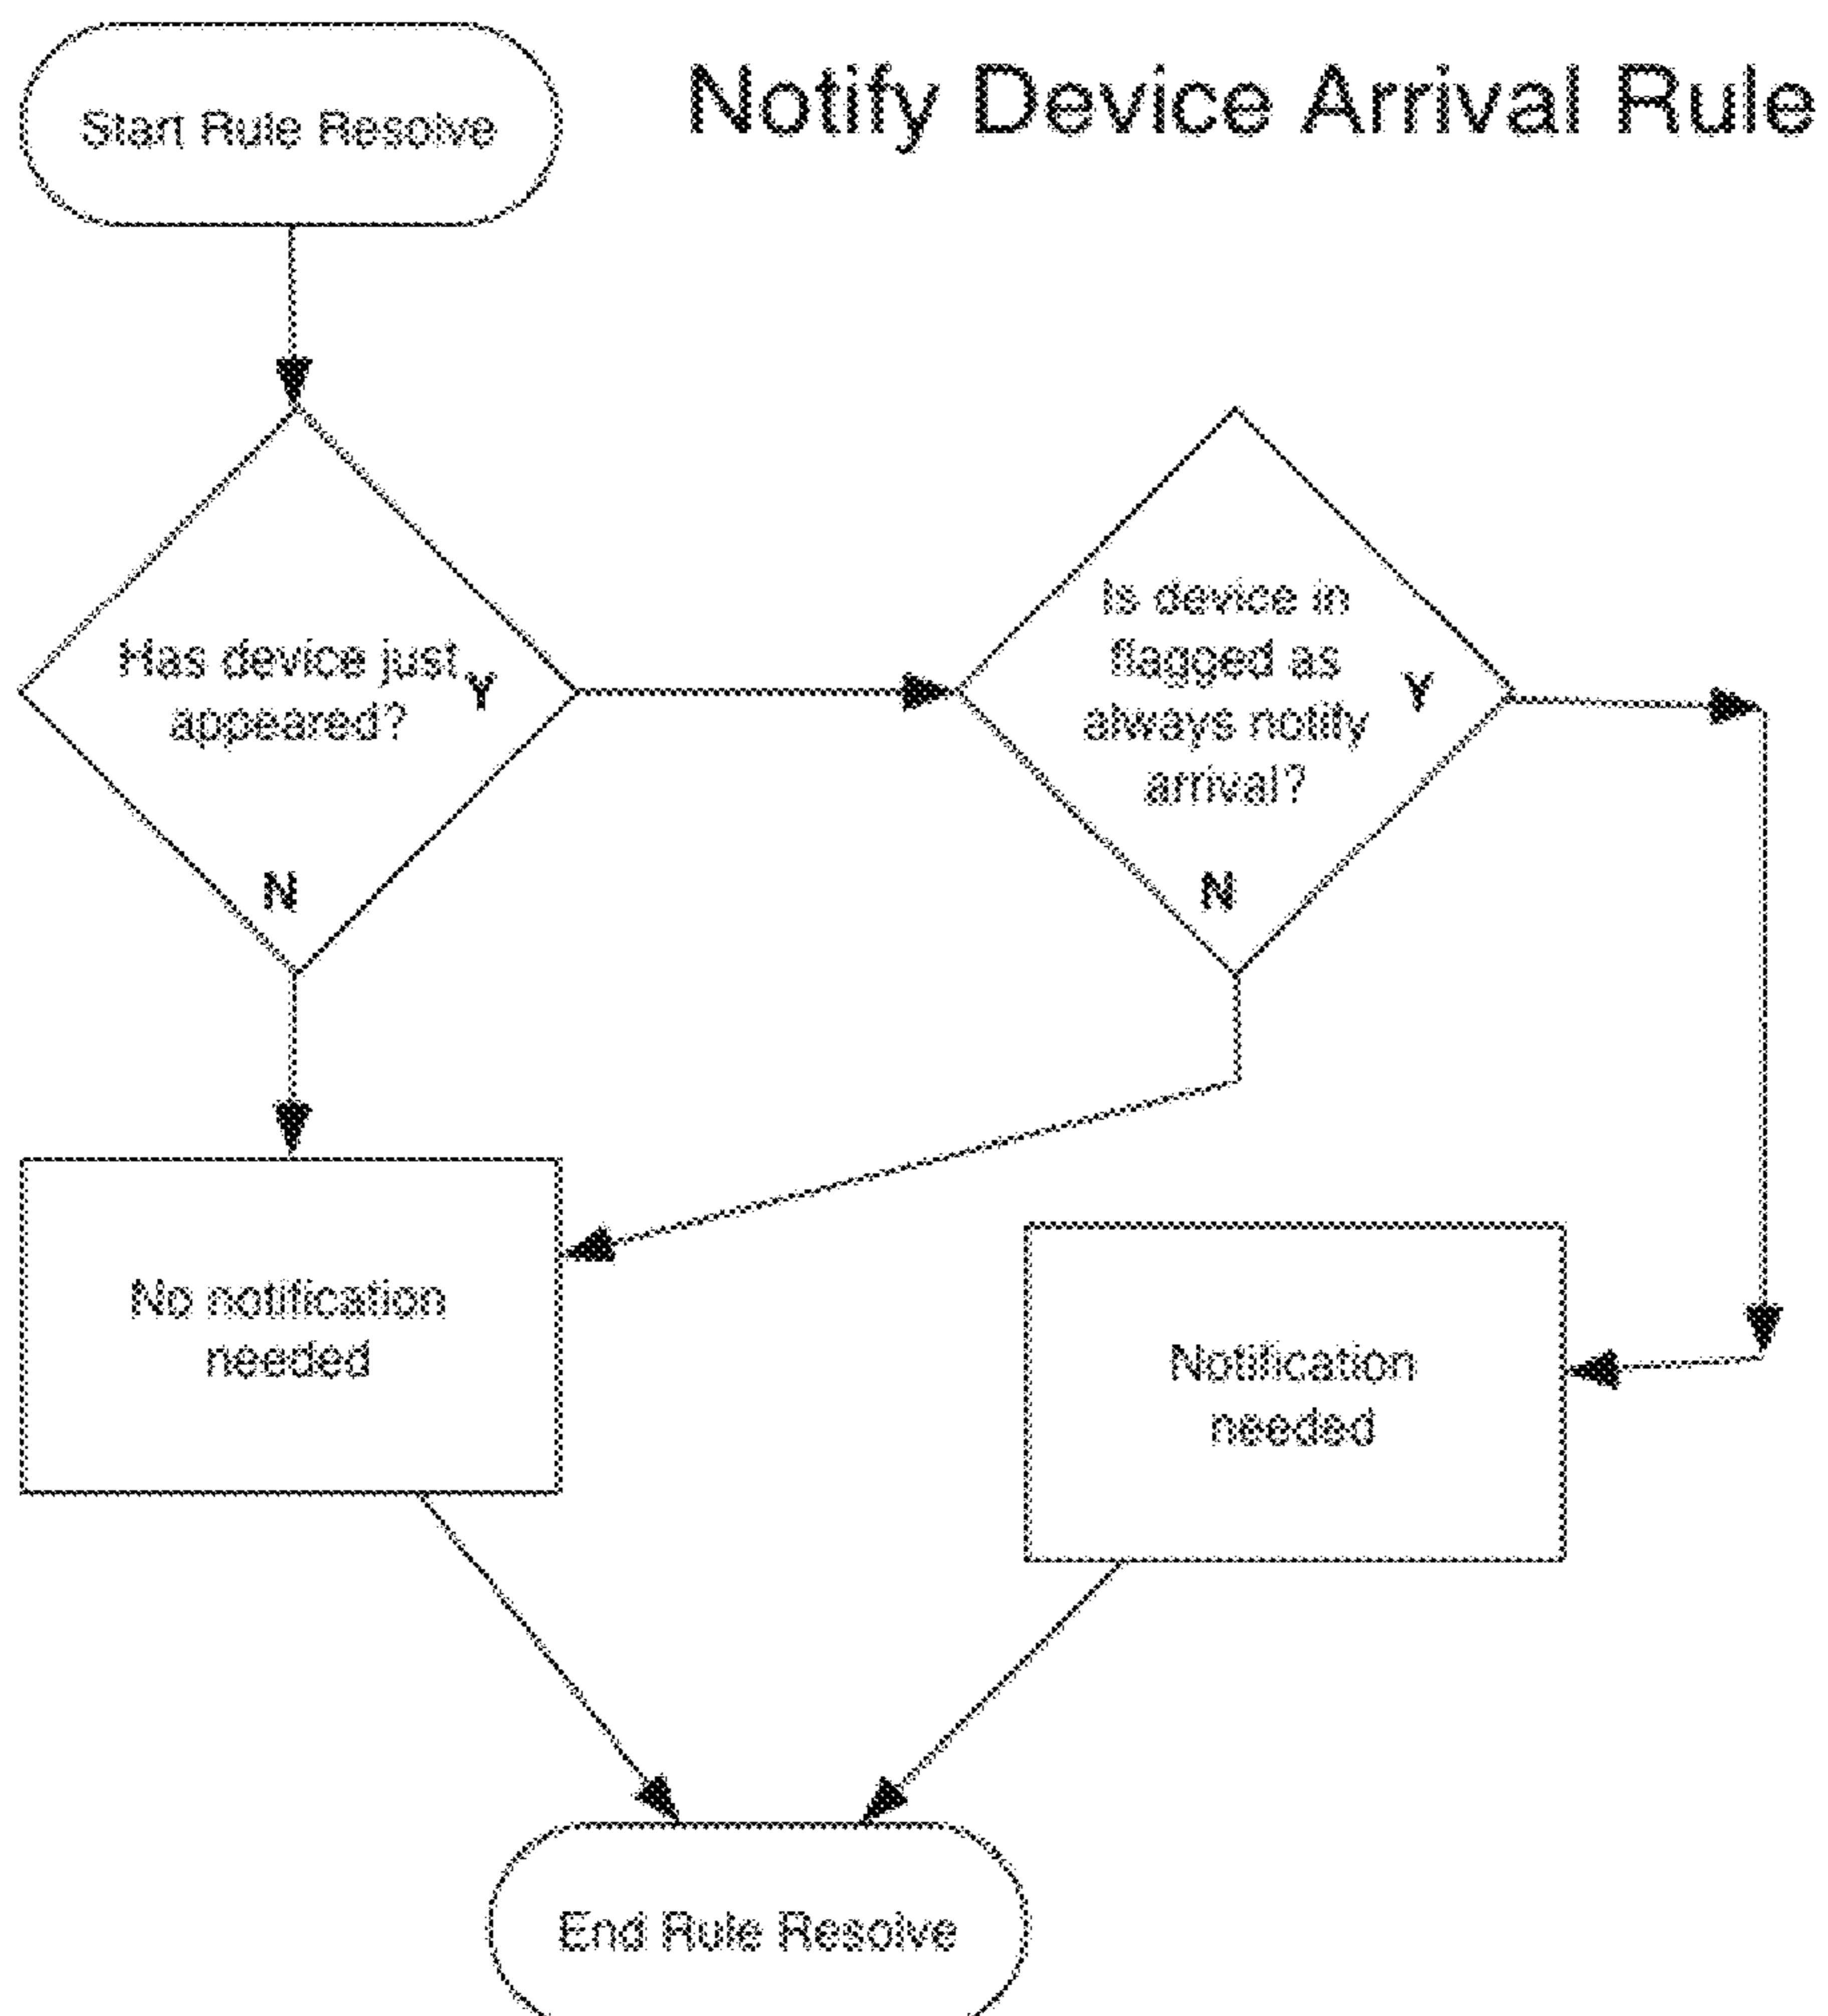 Start Rule Resolve
Notify Device Arrival Rule
Has device just
appeared?
Y
N
Is device in
flagged as
always notify
arrival?
Y
N
No notification
needed
Notification
needed
End Rule Resolve